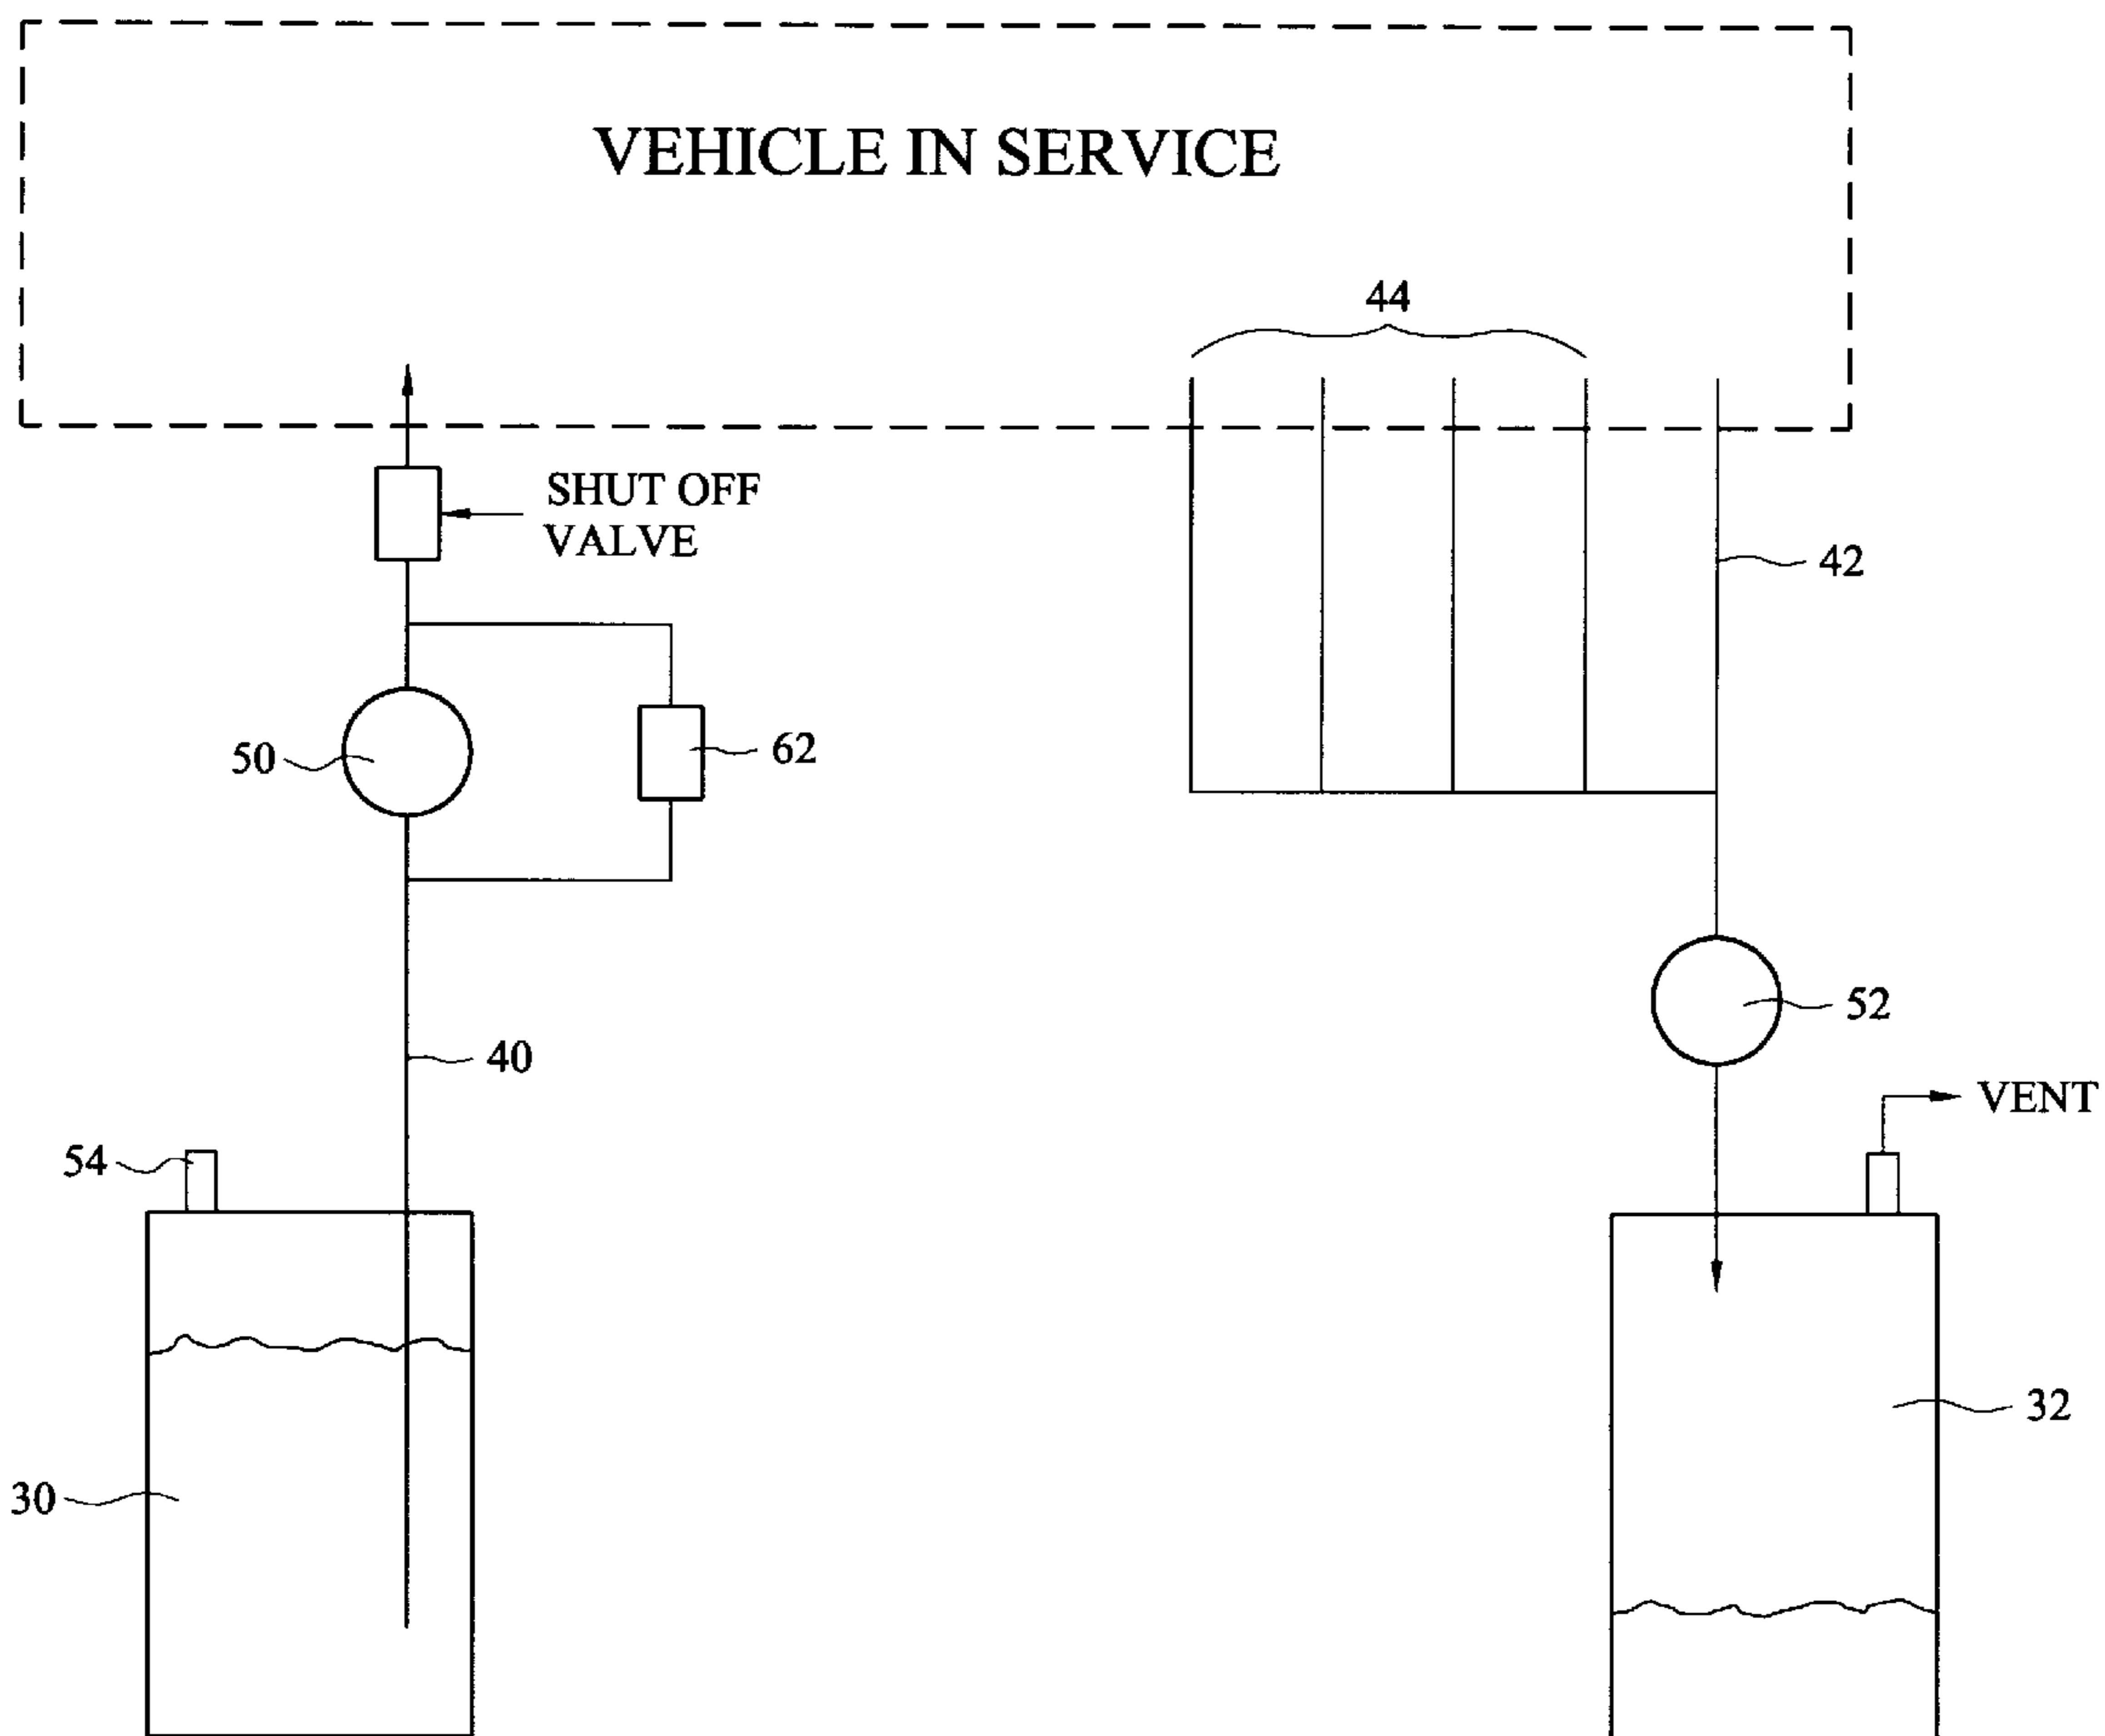 VEHICLE IN SERVICE
44
SHUT OFF
VALVE
42
50
62
52
40
VENT
54
32
30